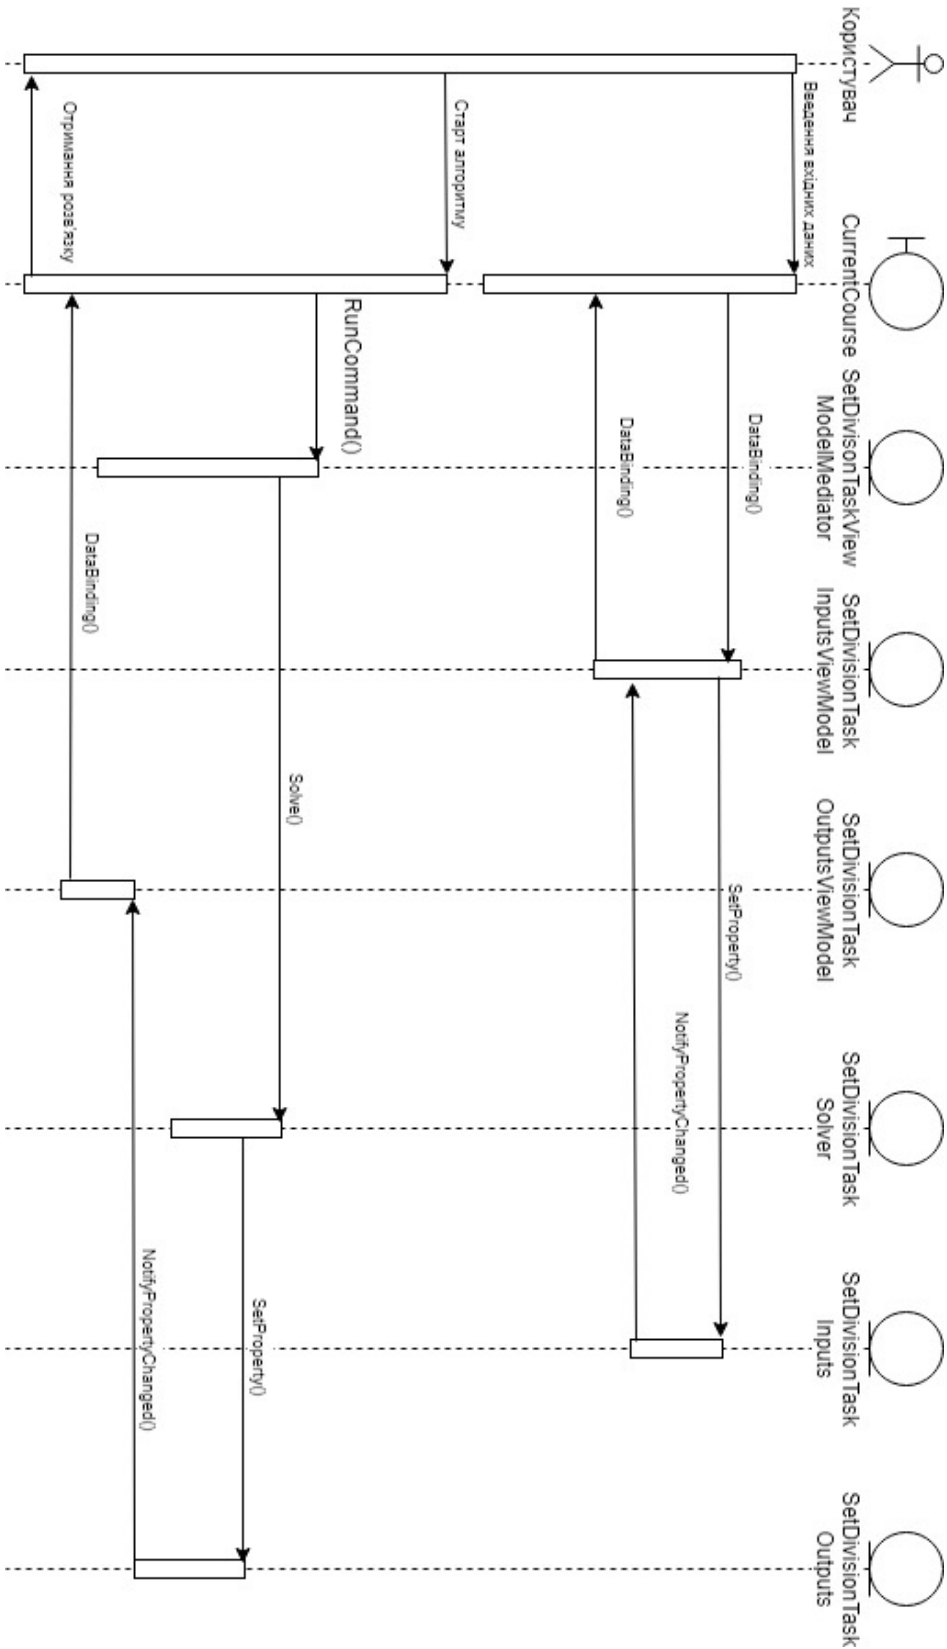 Користувач
CurrentCourse
SetDivisonTaskView
ModelMediator
SetDivisionTask
InputsViewModel
SetDivisionTask
OutputsViewModel
SetDivisionTask
Solver
SetDivisionTask
Inputs
SetDivisionTask
Outputs
Введення вхідних даних
DataBinding()
SetProperty()
NotifyPropertyChanged()
DataBinding()
Старт алгоритму
RunCommand()
Solve()
SetProperty()
NotifyPropertyChanged()
DataBinding()
Отримання розв'язку